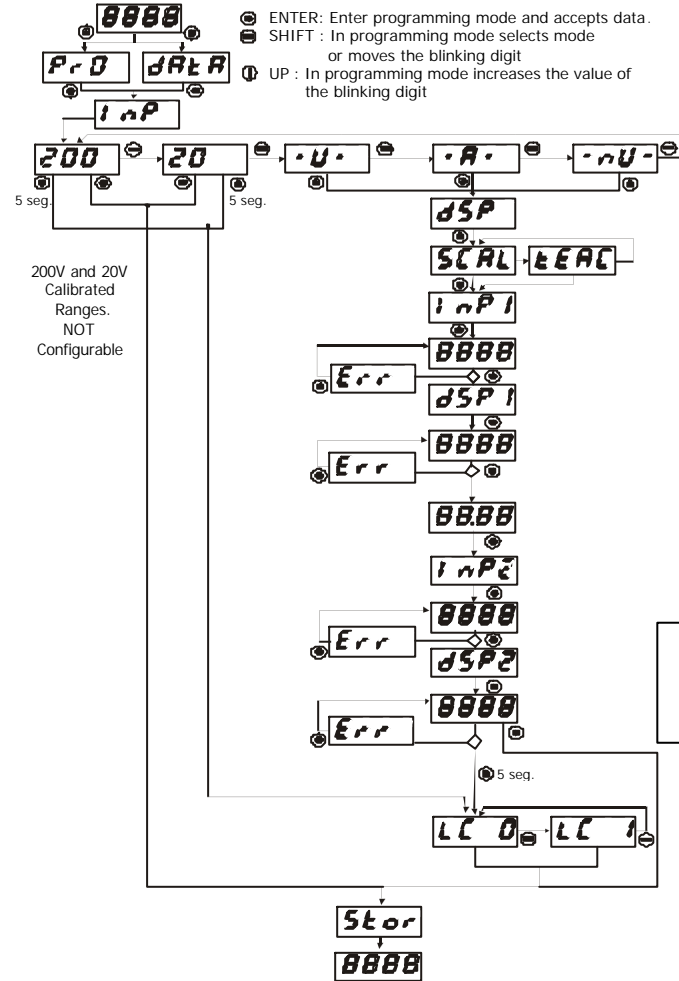 8888
ENTER: Enter programming mode and accepts data.
SHIFT : In programming mode selects mode
or moves the blinking digit
UP : In programming mode increases the value of
the blinking digit
Pr0 dAtA
InP
200 20 -U- -A- -nU-
5 seg. 5 seg.
dSP
SCAL tEAC
200V and 20V
Calibrated
Ranges.
NOT
Configurable
InP1
8888
Err
dSP1
8888
Err
88.88
InP2
8888
Err
dSP2
8888
Err
5 seg.
LC 0 LC 1
Stor
8888